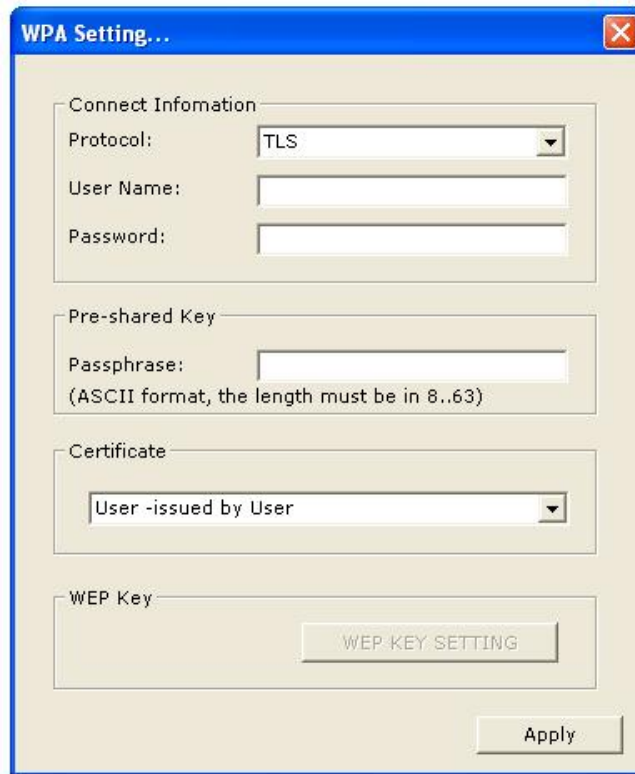 WPA Setting...
Connect Infomation
Protocol: TLS
User Name:
Password:
Pre-shared Key
Passphrase:
(ASCII format, the length must be in 8..63)
Certificate
User -issued by User
WEP Key
WEP KEY SETTING
Apply